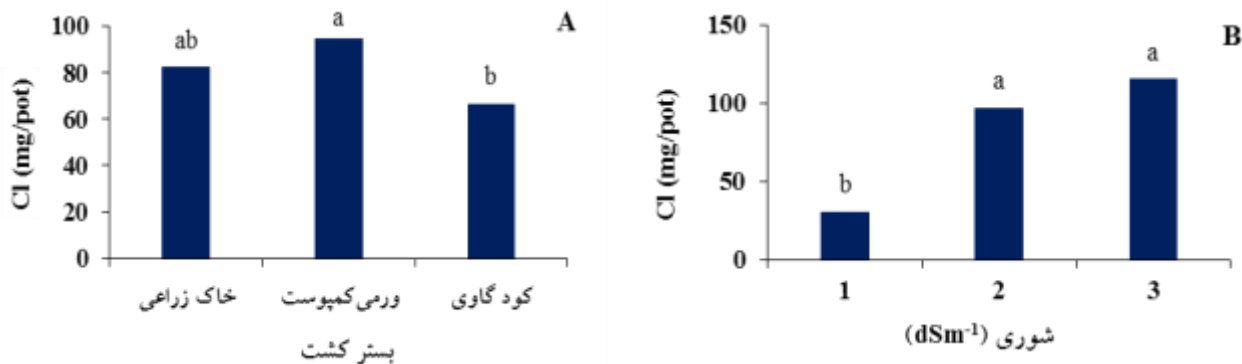 A
Cl (mg/pot)
100
80
60
40
20
0
ab
a
b
خاک زراعی ورمی‌کمپوست کود گاوی
بستر کشت
B
Cl (mg/pot)
150
100
50
0
b
a
a
1 2 3
شوری (dSm⁻¹)